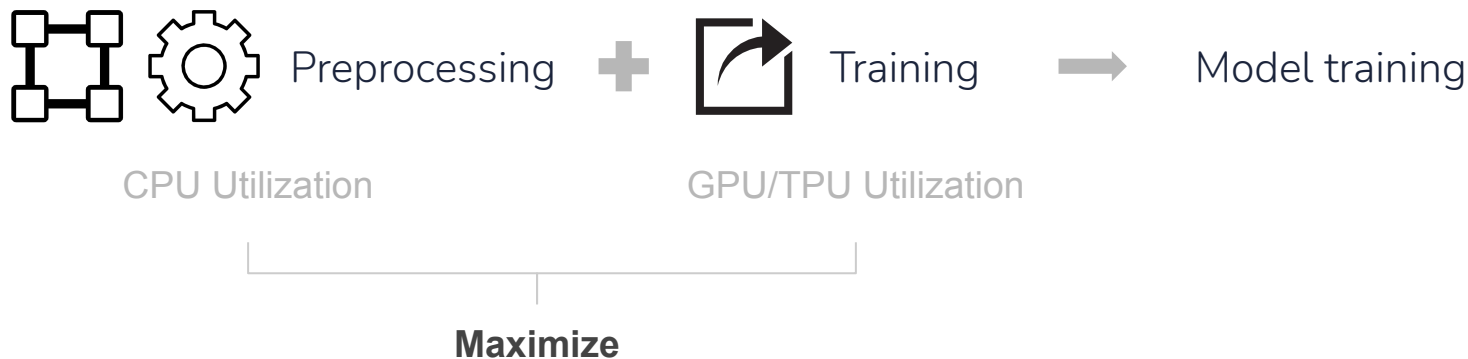 Preprocessing Training Model training
CPU Utilization GPU/TPU Utilization
Maximize